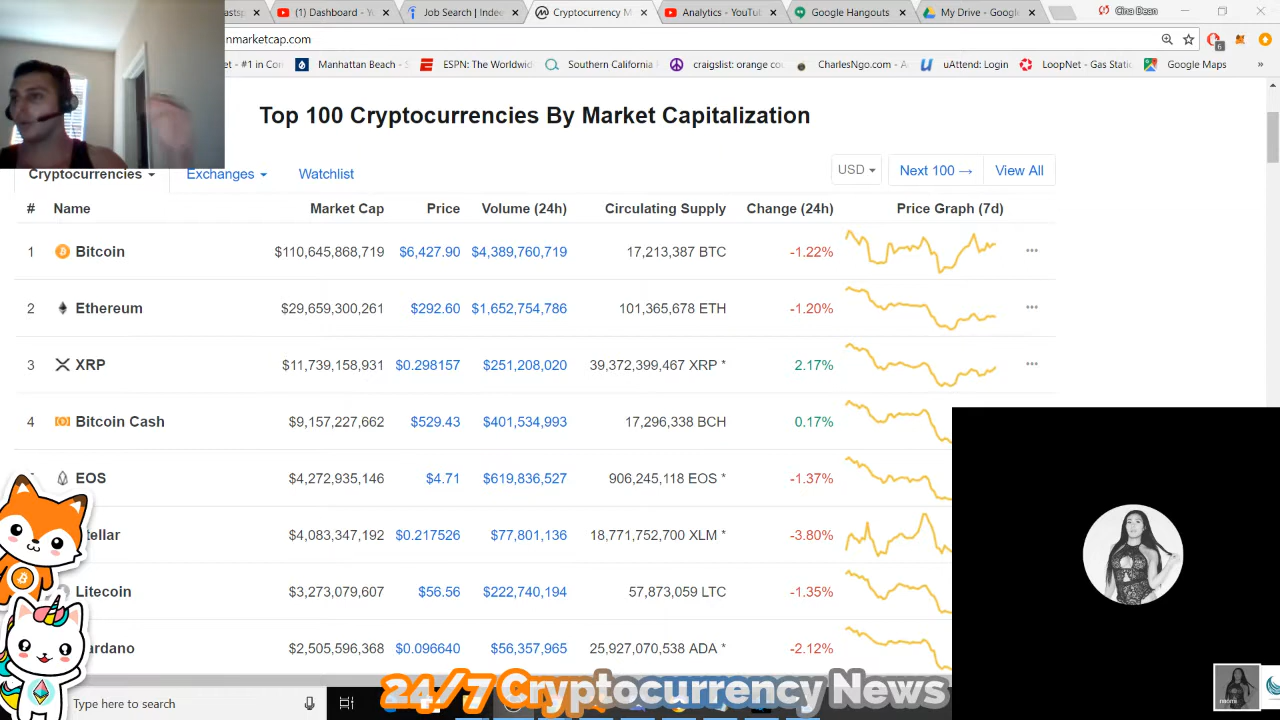 (1) Dashboard - Y
Job Search | Indee
Cryptocurrency M
Analytics - YouTu
Google Hangouts
My Drive - Google
Gina Dean
nmarketcap.com
6
et - #1 in Con
Manhattan Beach -
ESPN: The Worldwid
Southern California
craigslist: orange co
CharlesNgo.com - A
uAttend: Login
LoopNet - Gas Stati
Google Maps
»
Top 100 Cryptocurrencies By Market Capitalization
Cryptocurrencies Exchanges Watchlist USD Next 100 → View All
# Name Market Cap Price Volume (24h) Circulating Supply Change (24h) Price Graph (7d)
1 Bitcoin $110,645,868,719 $6,427.90 $4,389,760,719 17,213,387 BTC -1.22%
2 Ethereum $29,659,300,261 $292.60 $1,652,754,786 101,365,678 ETH -1.20%
3 XRP $11,739,158,931 $0.298157 $251,208,020 39,372,399,467 XRP * 2.17%
4 Bitcoin Cash $9,157,227,662 $529.43 $401,534,993 17,296,338 BCH 0.17%
EOS $4,272,935,146 $4.71 $619,836,527 906,245,118 EOS * -1.37%
tellar $4,083,347,192 $0.217526 $77,801,136 18,771,752,700 XLM * -3.80%
Litecoin $3,273,079,607 $56.56 $222,740,194 57,873,059 LTC -1.35%
ardano $2,505,596,368 $0.096640 $56,357,965 25,927,070,538 ADA * -2.12%
24/7 Cryptocurrency News
Type here to search